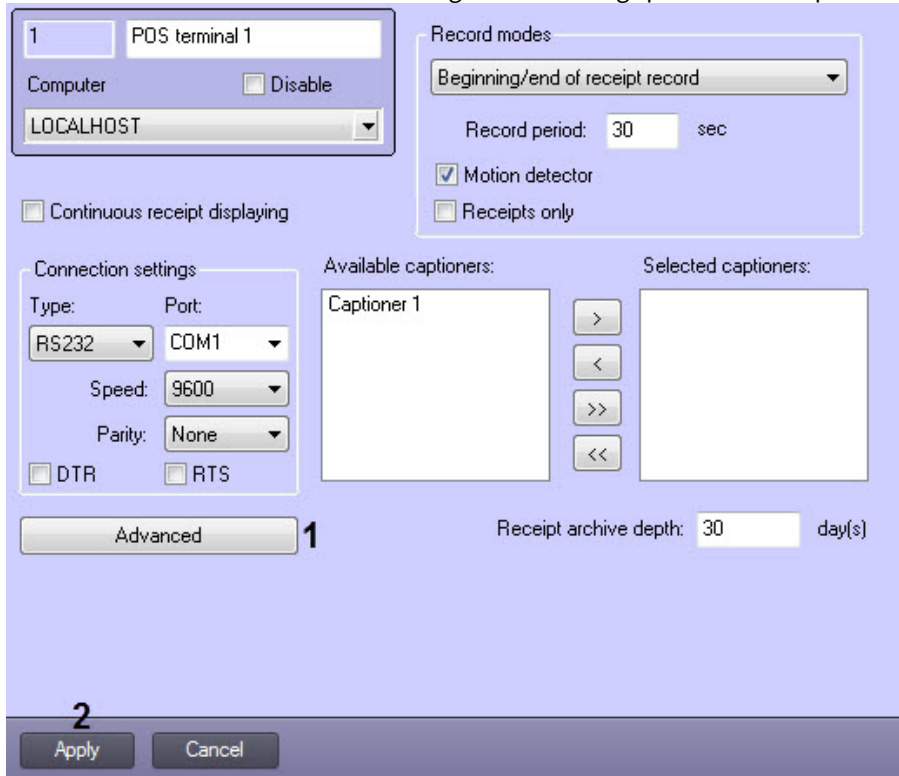 1 POS terminal 1
Computer Disable
LOCALHOST
Continuous receipt displaying
Record modes
Beginning/end of receipt record
Record period: 30 sec
Motion detector
Receipts only
Connection settings
Type: Port:
RS232 COM1
Speed: 9600
Parity: None
DTR RTS
Available captioners:
Captioner 1
>
<
>>
<<
Selected captioners:
Advanced 1
Receipt archive depth: 30 day(s)
2
Apply Cancel